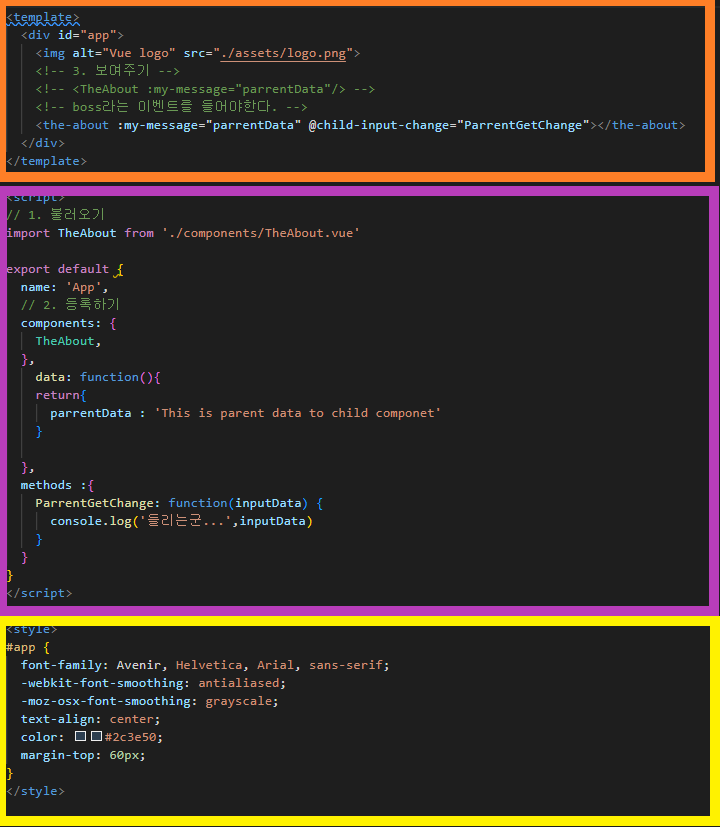 <template>
<div id="app">
<img alt="Vue logo" src="./assets/logo.png">
<!-- 3. 보여주기 -->
<!-- <TheAbout :my-message="parrentData"/> -->
<!-- boss라는 이벤트를 들어야한다. -->
<the-about :my-message="parrentData" @child-input-change="ParrentGetChange"></the-about>
</div>
</template>
<script>
// 1. 불러오기
import TheAbout from './components/TheAbout.vue'
export default {
name: 'App',
// 2. 등록하기
components: {
TheAbout,
},
data: function(){
return{
parrentData : 'This is parent data to child componet'
}
},
methods :{
ParrentGetChange: function(inputData) {
console.log('들리는군...',inputData)
}
}
}
</script>
<style>
#app {
font-family: Avenir, Helvetica, Arial, sans-serif;
-webkit-font-smoothing: antialiased;
-moz-osx-font-smoothing: grayscale;
text-align: center;
color: #2c3e50;
margin-top: 60px;
}
</style>